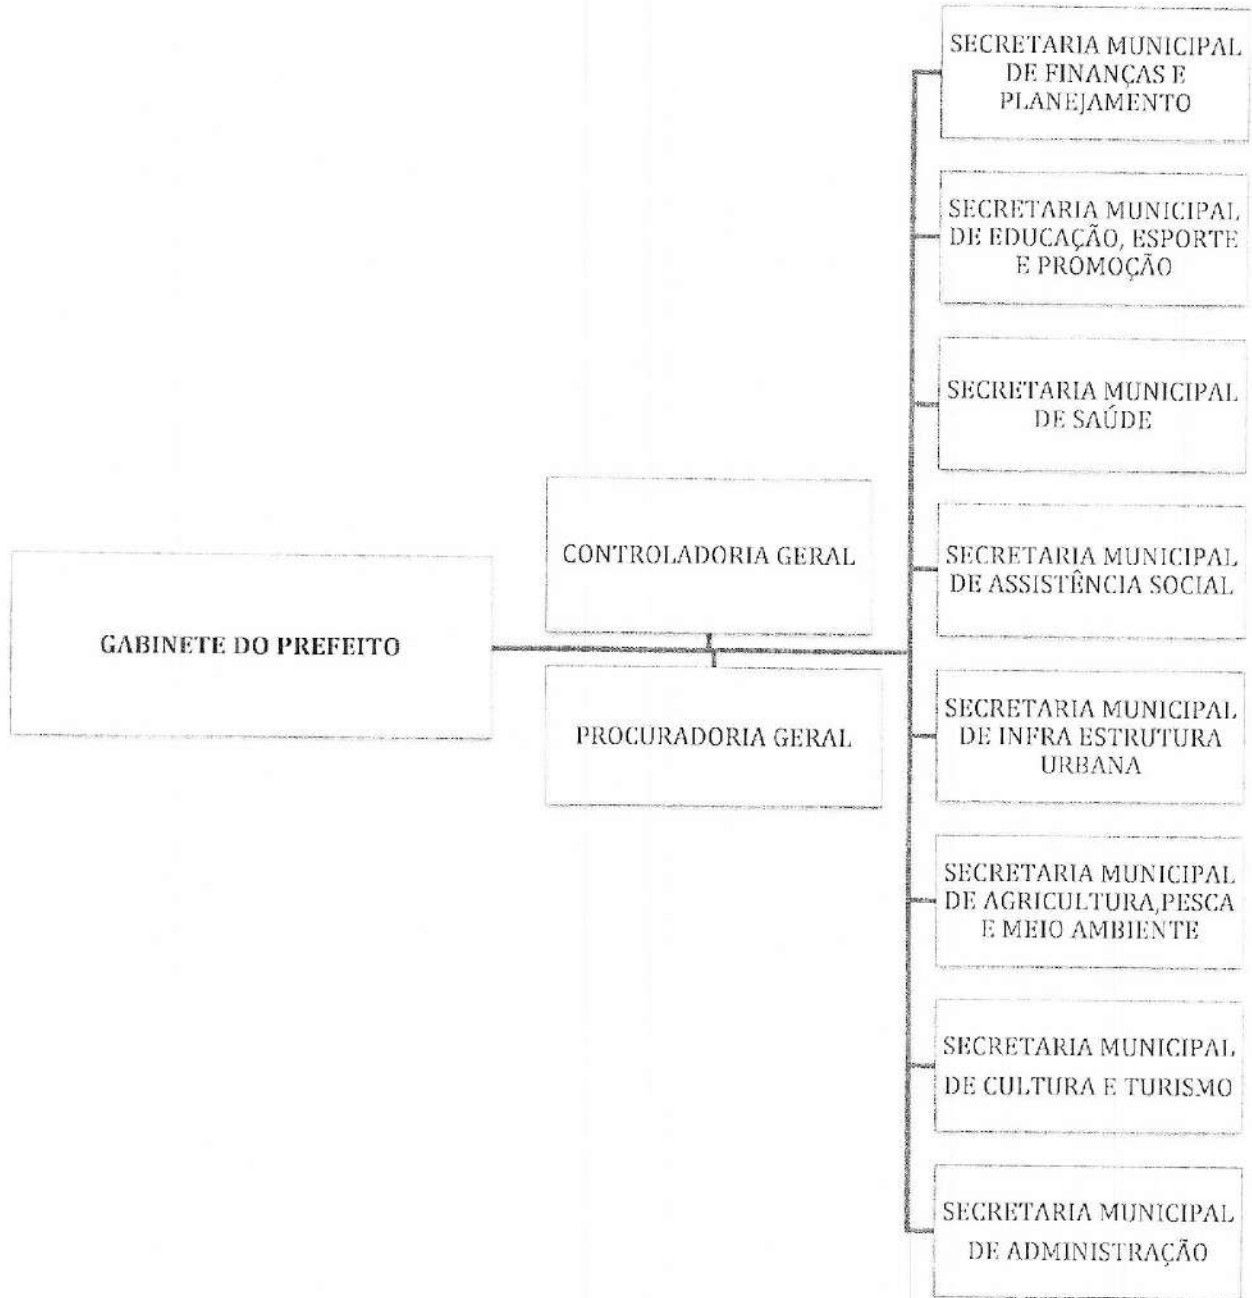 GABINETE DO PREFEITO
CONTROLADORIA GERAL
PROCURADORIA GERAL
SECRETARIA MUNICIPAL
DE FINANÇAS E
PLANEJAMENTO
SECRETARIA MUNICIPAL
DE EDUCAÇÃO, ESPORTE
E PROMOÇÃO
SECRETARIA MUNICIPAL
DE SAÚDE
SECRETARIA MUNICIPAL
DE ASSISTÊNCIA SOCIAL
SECRETARIA MUNICIPAL
DE INFRA ESTRUTURA
URBANA
SECRETARIA MUNICIPAL
DE AGRICULTURA,PESCA
E MEIO AMBIENTE
SECRETARIA MUNICIPAL
DE CULTURA E TURISMO
SECRETARIA MUNICIPAL
DE ADMINISTRAÇÃO